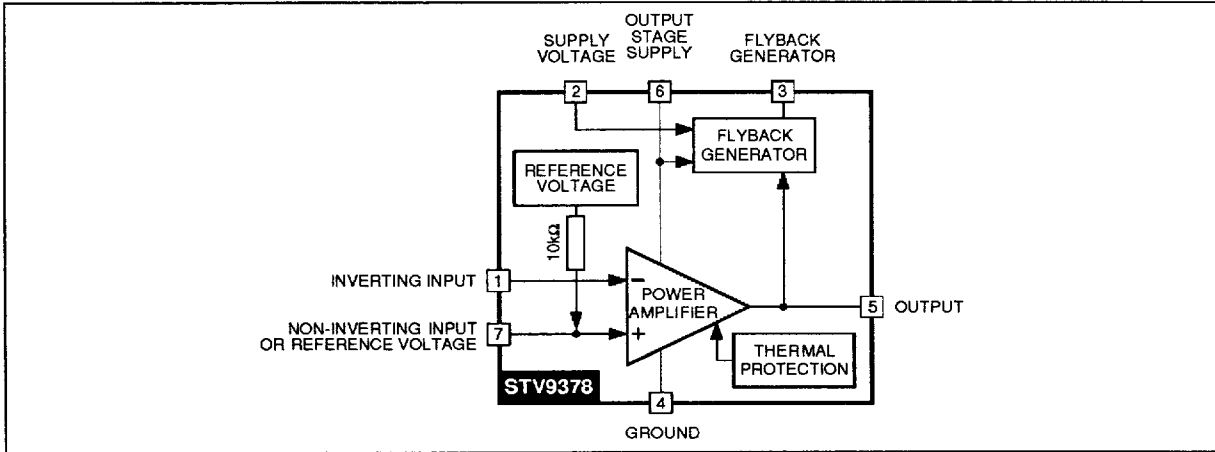 SUPPLY
VOLTAGE
OUTPUT
STAGE
SUPPLY
FLYBACK
GENERATOR
2
6
3
FLYBACK
GENERATOR
REFERENCE
VOLTAGE
10kΩ
INVERTING INPUT
1
−
POWER
AMPLIFIER
5
OUTPUT
NON-INVERTING INPUT
OR REFERENCE VOLTAGE
7
+
THERMAL
PROTECTION
STV9378
4
GROUND